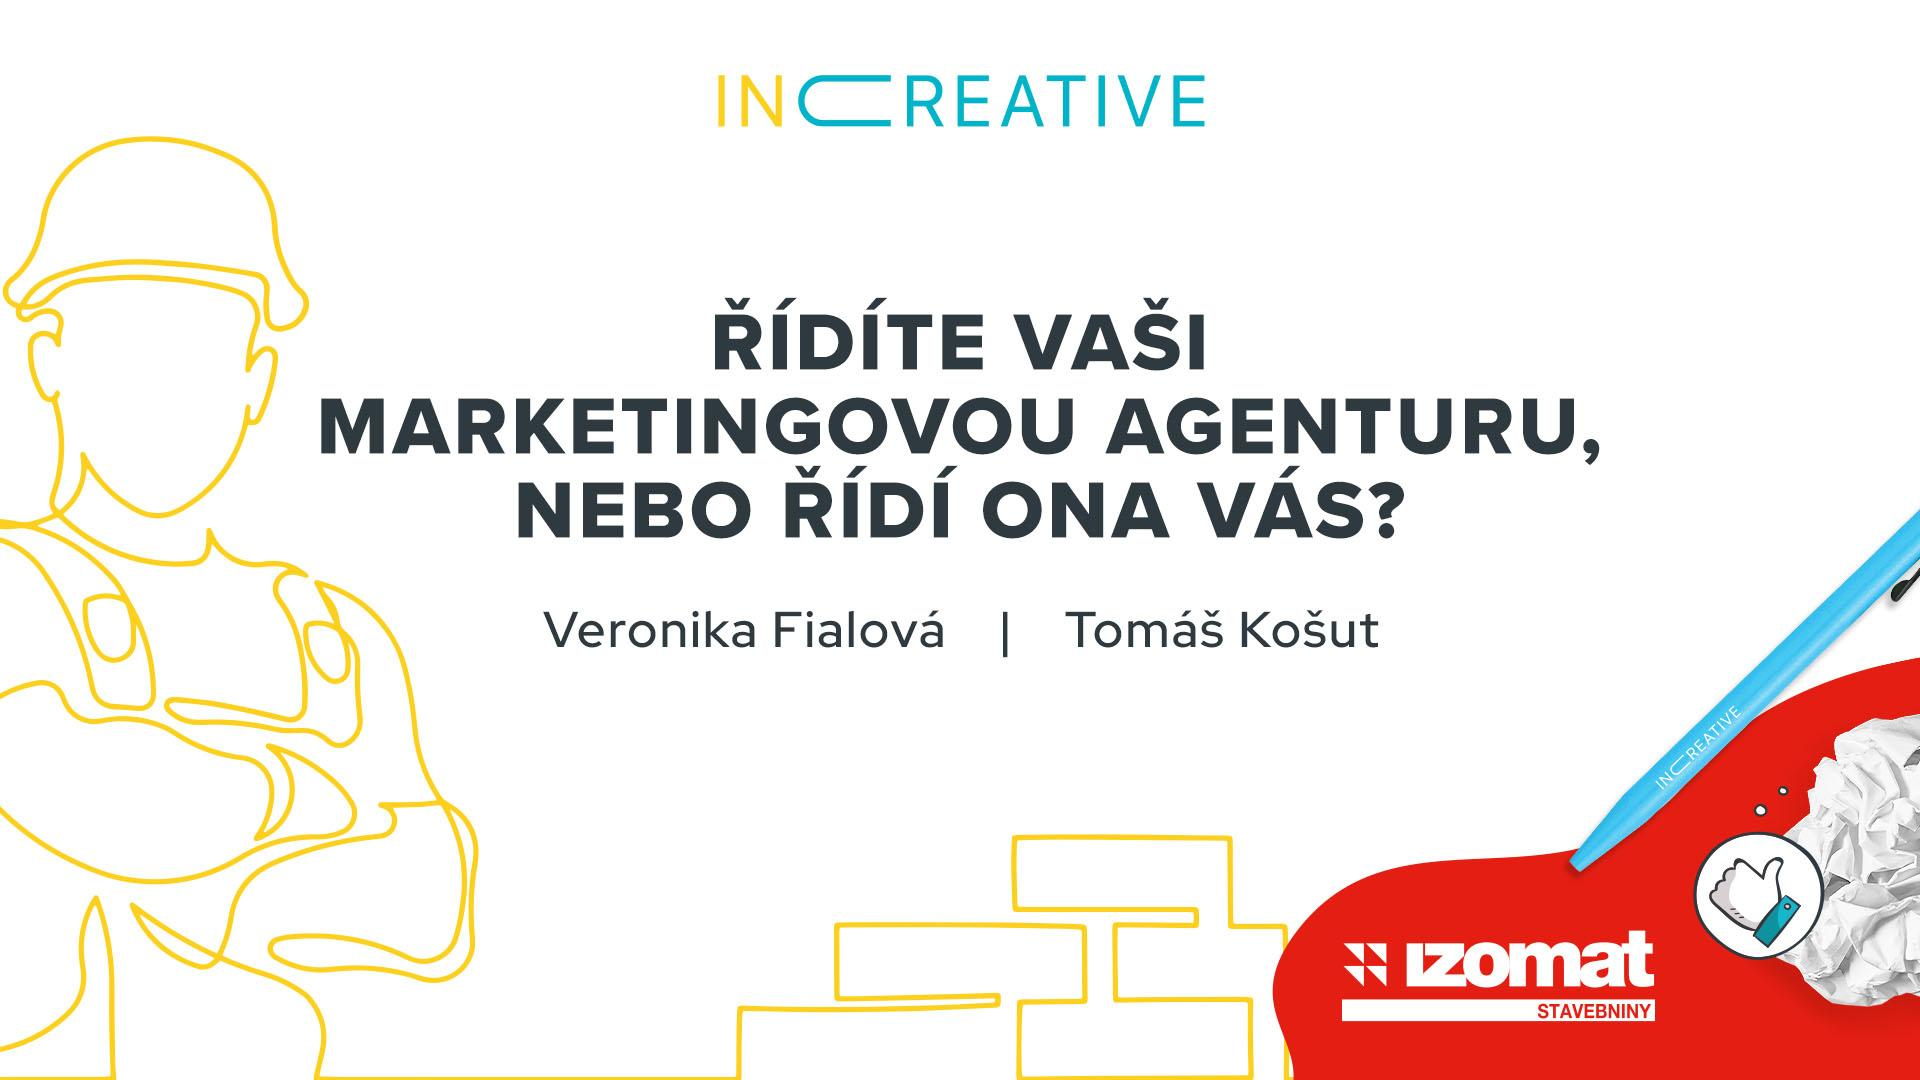 INCREATIVE
ŘÍDÍTE VAŠI
MARKETINGOVOU AGENTURU,
NEBO ŘÍDÍ ONA VÁS?
Veronika Fialová | Tomáš Košut
INCREATIVE
izomat
STAVEBNINY